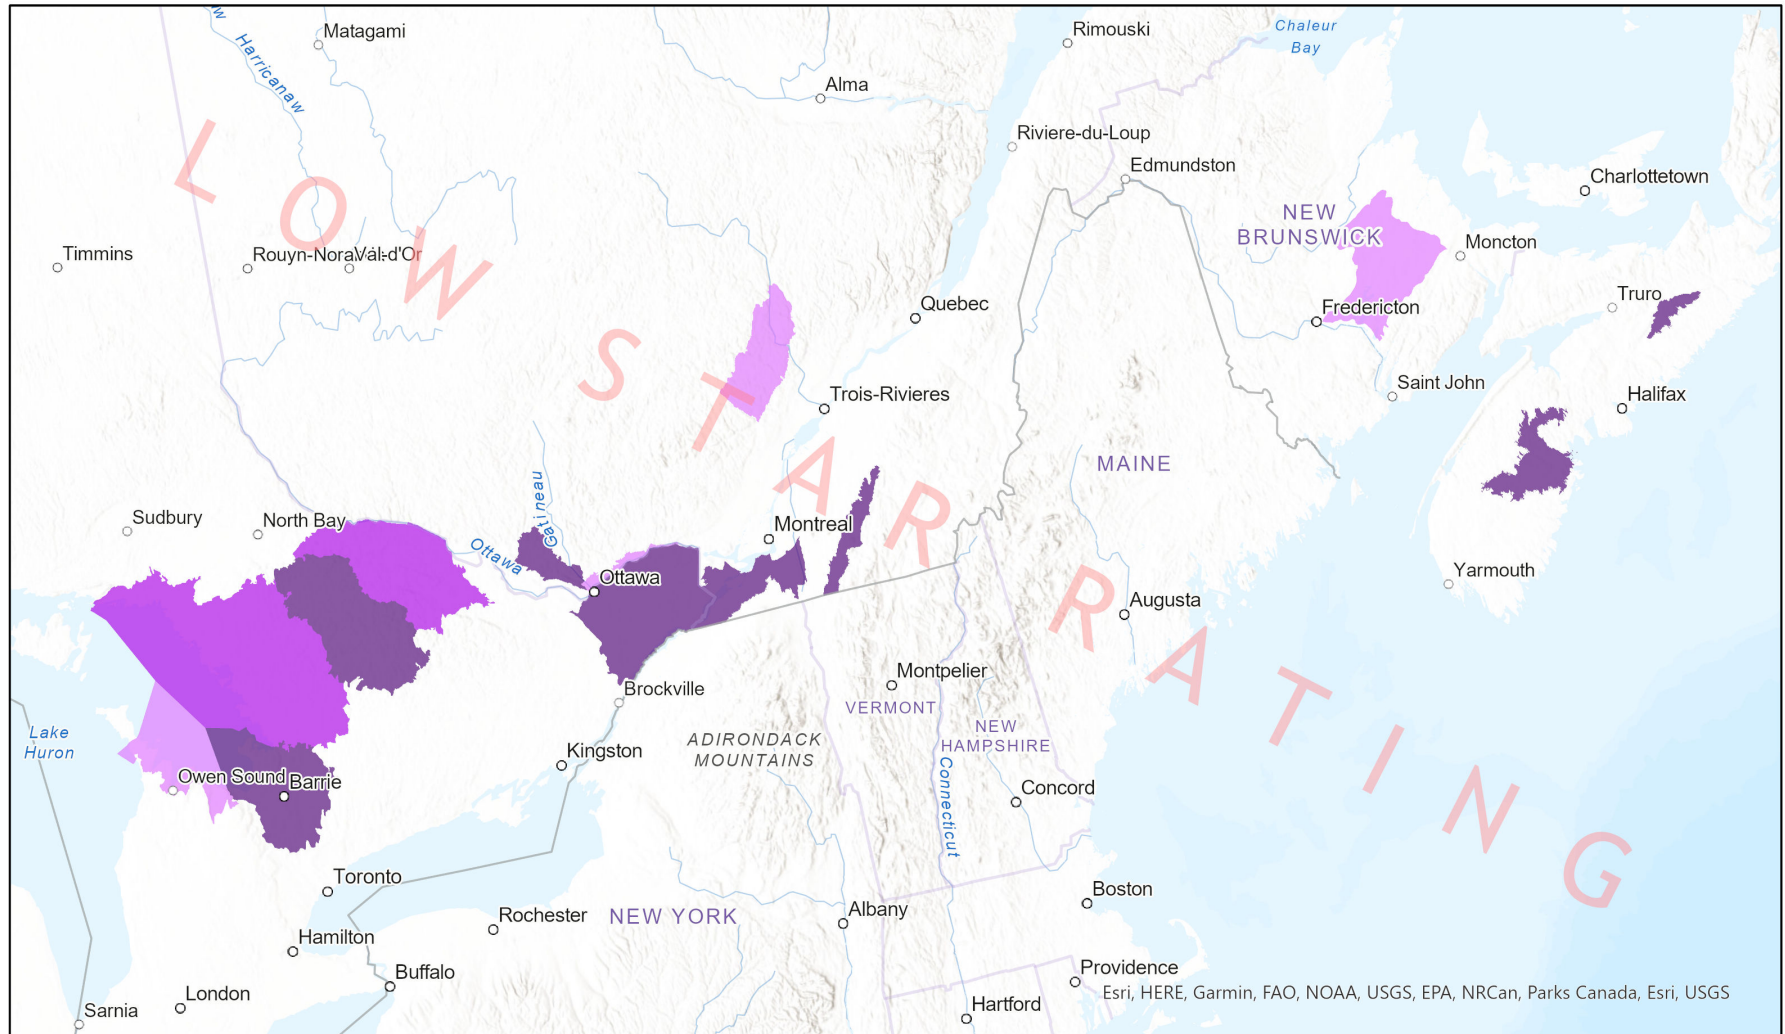 Matagami
Harricanaw
Rimouski
Chaleur
Bay
Alma
Riviere-du-Loup
Edmundston
Charlottetown
NEW
BRUNSWICK
Moncton
Timmins
Rouyn-Nora
Val-d'Or
Quebec
Fredericton
Truro
Saint John
Halifax
Trois-Rivieres
MAINE
Gatineau
Sudbury
North Bay
Montreal
Ottawa
Ottawa
Yarmouth
Augusta
Montpelier
VERMONT
Brockville
NEW
HAMPSHIRE
ADIRONDACK
MOUNTAINS
Kingston
Lake
Huron
Owen Sound
Barrie
Concord
Connecticut
Toronto
Boston
Rochester
NEW YORK
Albany
Hamilton
Buffalo
Providence
London
Hartford
Sarnia
LOW STAR RATING
Esri, HERE, Garmin, FAO, NOAA, USGS, EPA, NRCan, Parks Canada, Esri, USGS